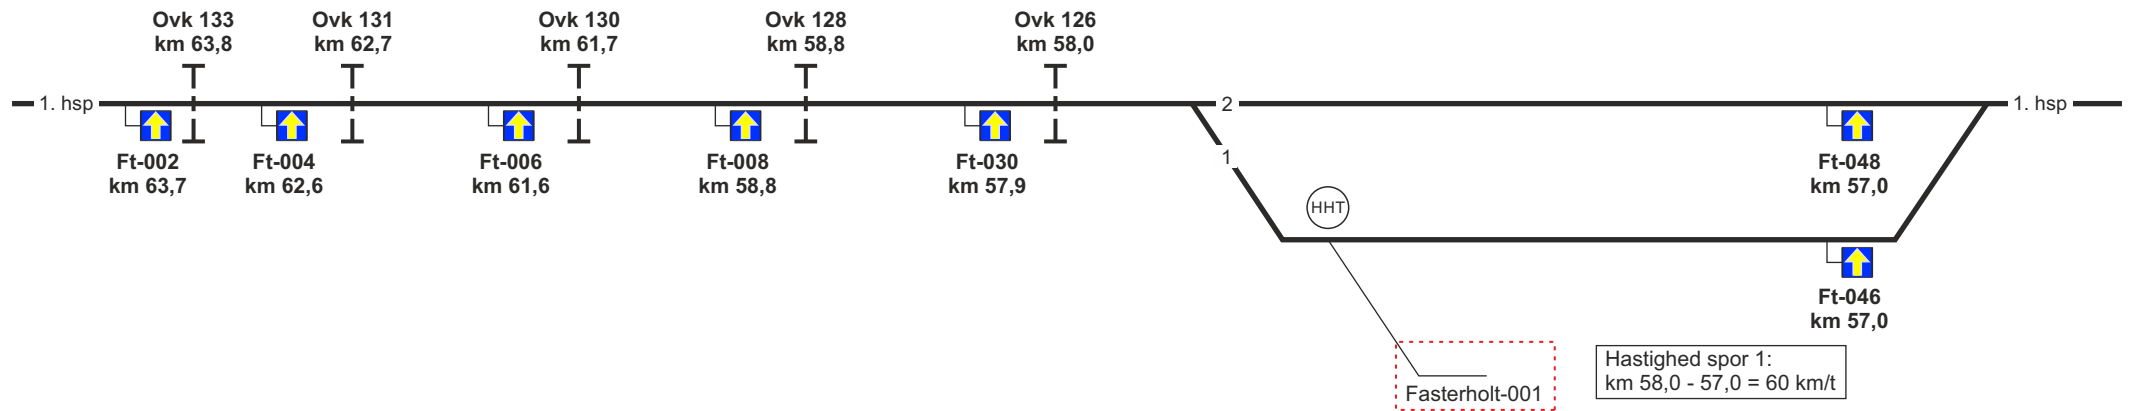 Ovk 133
km 63,8
Ovk 131
km 62,7
Ovk 130
km 61,7
Ovk 128
km 58,8
Ovk 126
km 58,0
1. hsp
2
1. hsp
Ft-002
km 63,7
Ft-004
km 62,6
Ft-006
km 61,6
Ft-008
km 58,8
Ft-030
km 57,9
1
Ft-048
km 57,0
HHT
Ft-046
km 57,0
Fasterholt-001
Hastighed spor 1:
km 58,0 - 57,0 = 60 km/t